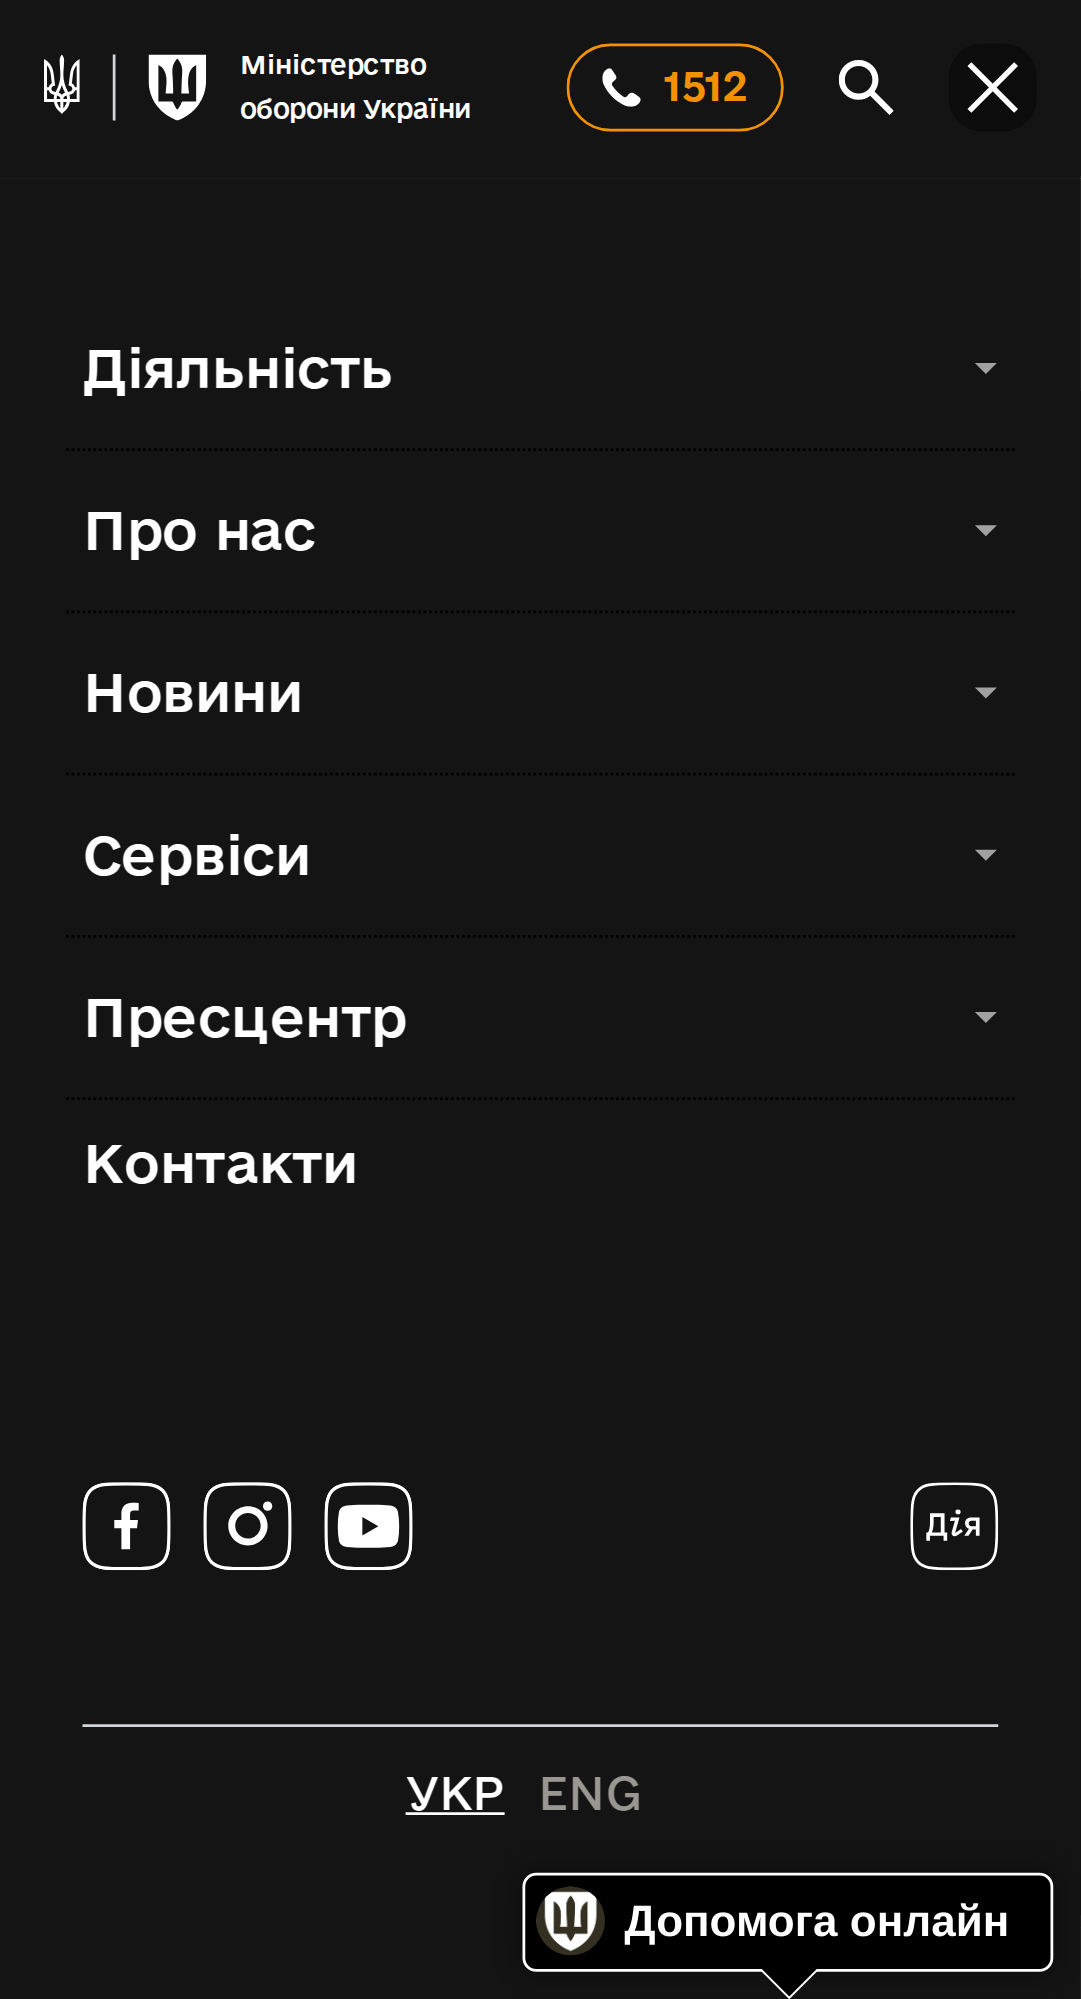 Міністерство
оборони України
1512
Діяльність
Про нас
Новини
Сервіси
Пресцентр
Контакти
Дія
УКР ENG
Допомога онлайн